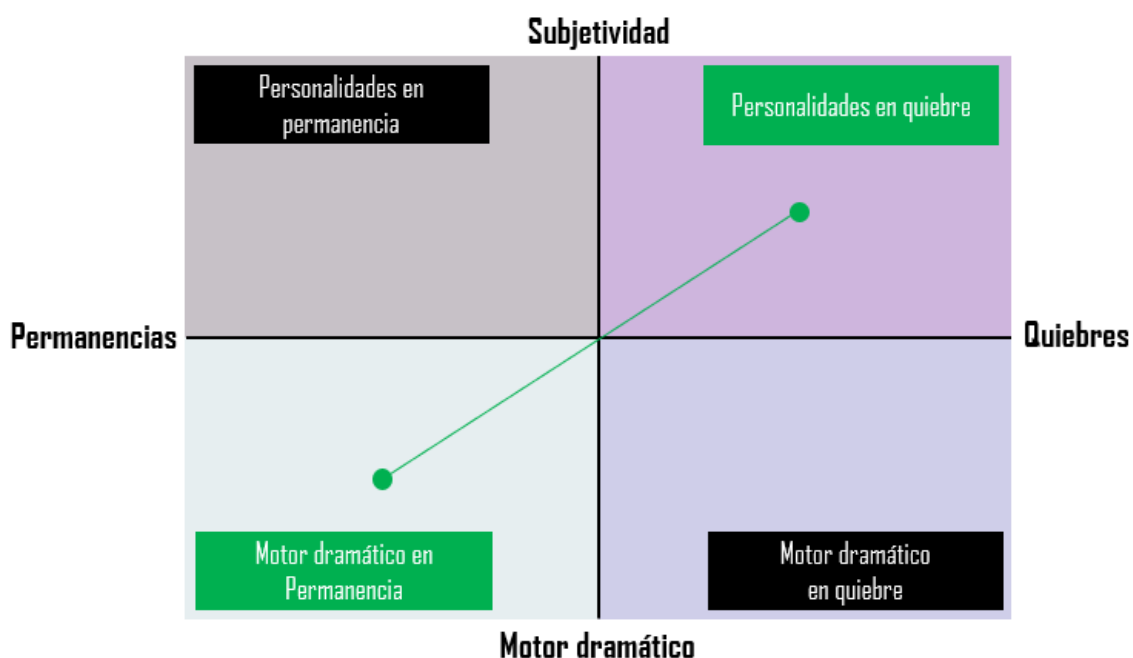 Subjetividad
Personalidades en
permanencia
Personalidades en quiebre
Permanencias
Quiebres
Motor dramático en
Permanencia
Motor dramático
en quiebre
Motor dramático